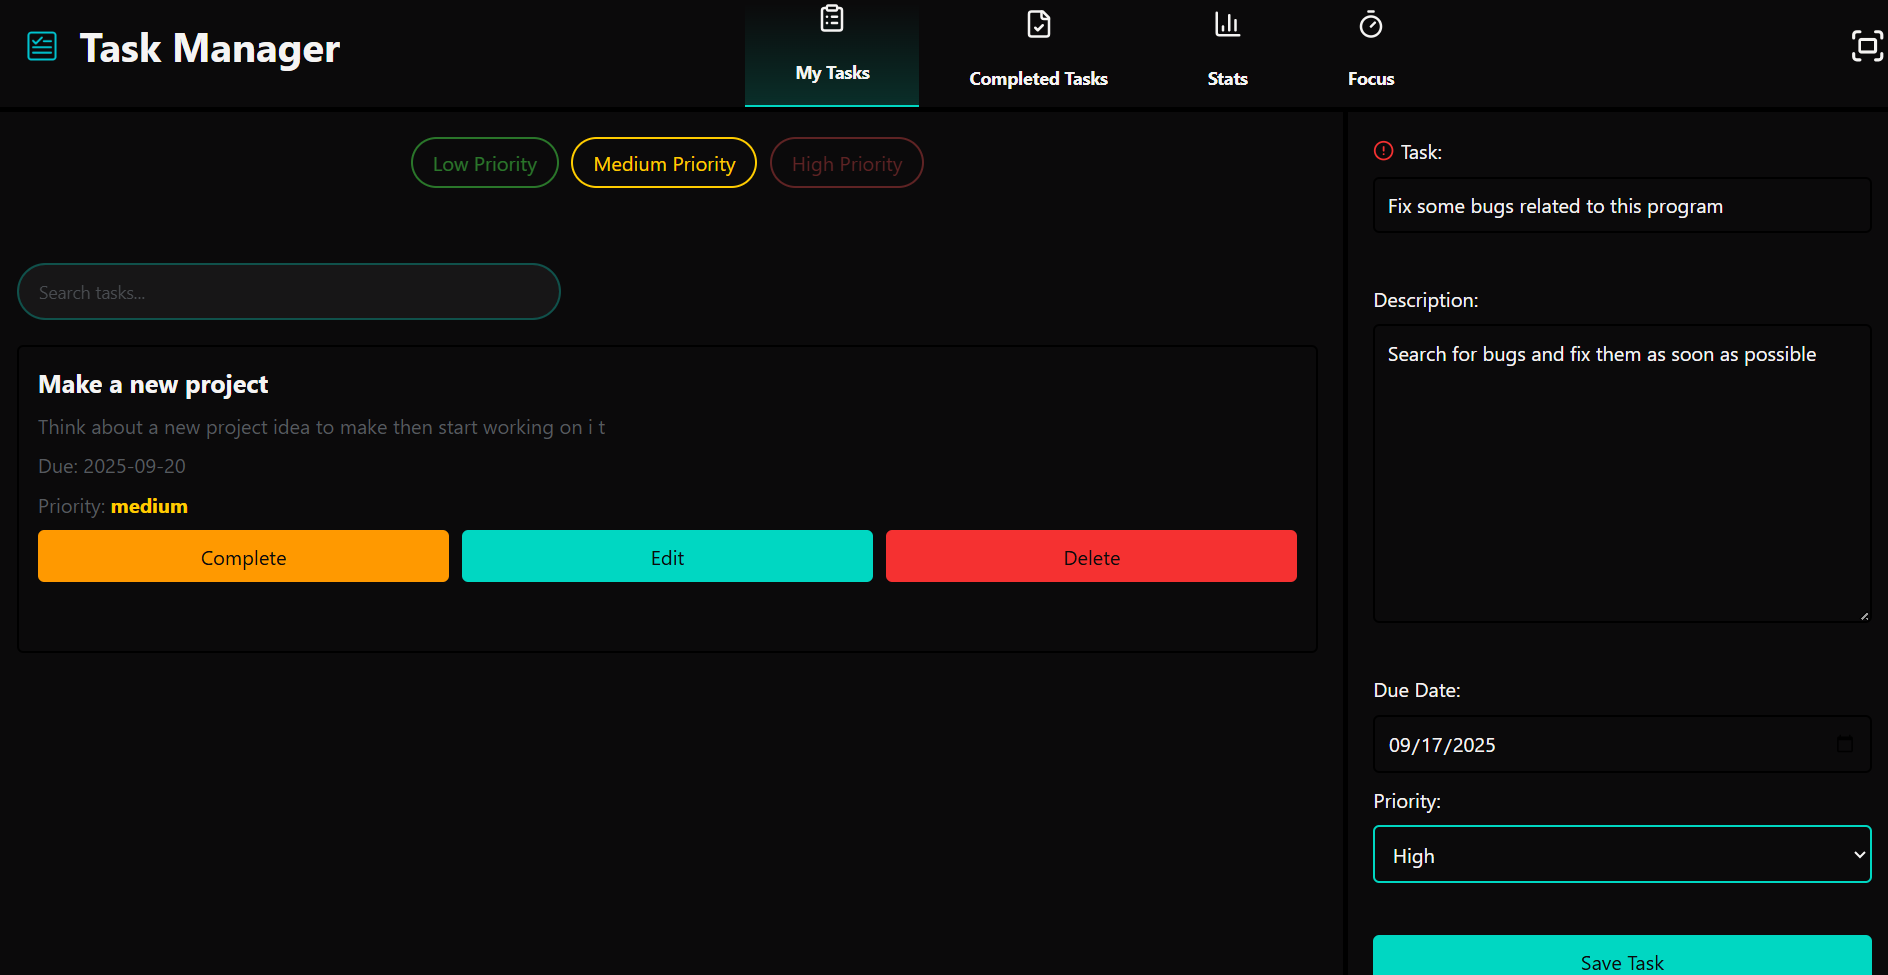 Task Manager
My Tasks
Completed Tasks
Stats
Focus
Low Priority
Medium Priority
High Priority
Search tasks...
Make a new project
Think about a new project idea to make then start working on i t
Due: 2025-09-20
Priority: medium
Complete
Edit
Delete
Task:
Fix some bugs related to this program
Description:
Search for bugs and fix them as soon as possible
Due Date:
09/17/2025
Priority:
High
Save Task